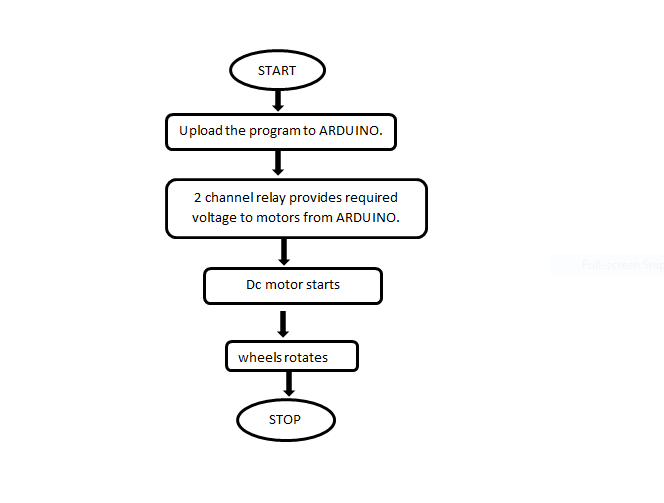 START
Upload the program to ARDUINO.
2 channel relay provides required
voltage to motors from ARDUINO.
Dc motor starts
wheels rotates
STOP
Full-screen Snip